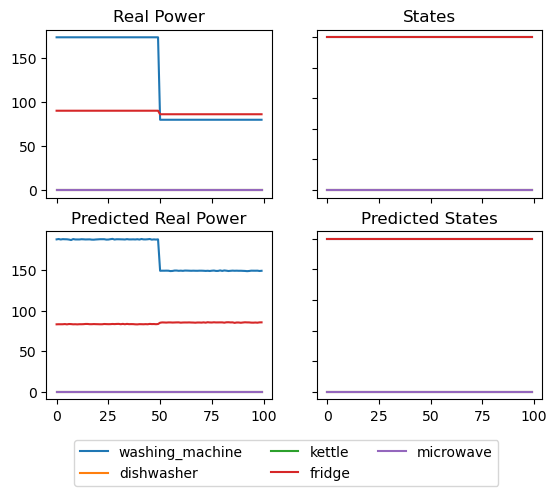 Real Power
States
150
100
50
0
Predicted Real Power
Predicted States
150
100
50
0
0 25 50 75 100
0 25 50 75 100
washing_machine kettle microwave
dishwasher fridge